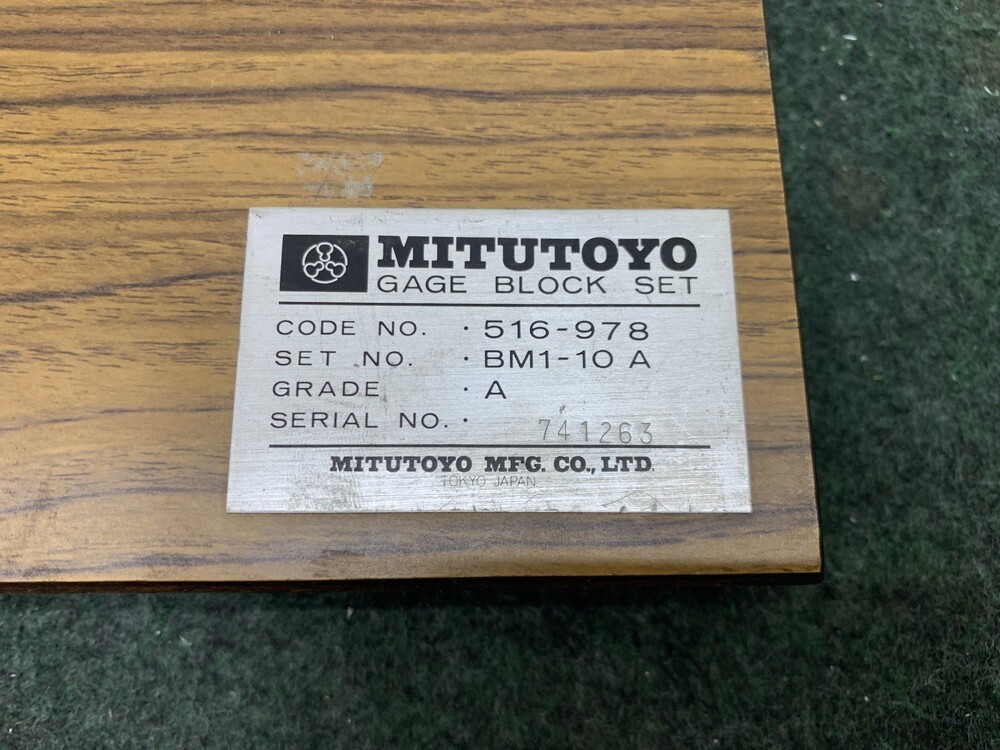 MITUTOYO
GAGE BLOCK SET
CODE NO. · 516-978
SET NO. · BM1-10 A
GRADE · A
SERIAL NO. · 741263
MITUTOYO MFG. CO., LTD.
TOKYO JAPAN